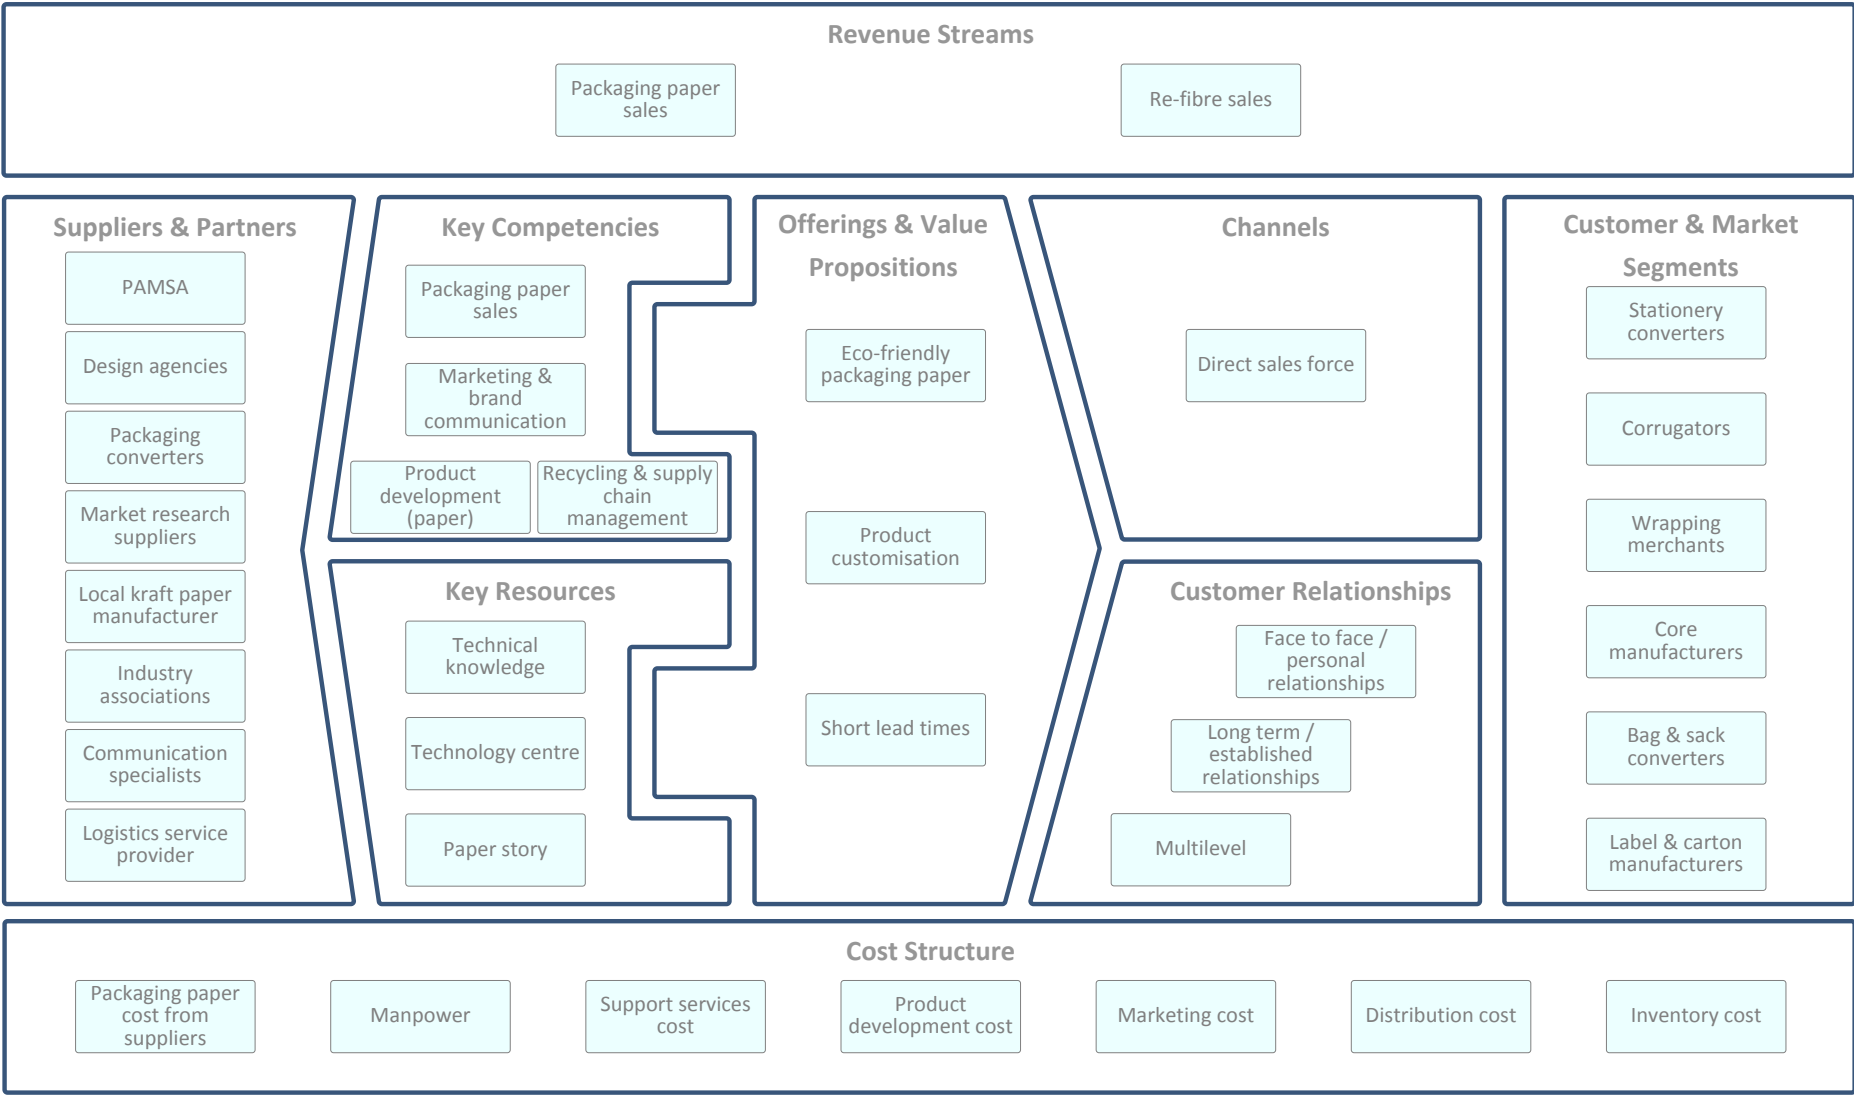 Revenue Streams
Packaging paper
sales
Re-fibre sales
Suppliers & Partners
PAMSA
Design agencies
Packaging
converters
Market research
suppliers
Local kraft paper
manufacturer
Industry
associations
Communication
specialists
Logistics service
provider
Key Competencies
Packaging paper
sales
Marketing &
brand
communication
Product
development
(paper)
Recycling & supply
chain
management
Key Resources
Technical
knowledge
Technology centre
Paper story
Offerings & Value
Propositions
Eco-friendly
packaging paper
Product
customisation
Short lead times
Channels
Direct sales force
Customer Relationships
Face to face /
personal
relationships
Long term /
established
relationships
Multilevel
Customer & Market
Segments
Stationery
converters
Corrugators
Wrapping
merchants
Core
manufacturers
Bag & sack
converters
Label & carton
manufacturers
Cost Structure
Packaging paper
cost from
suppliers
Manpower
Support services
cost
Product
development cost
Marketing cost
Distribution cost
Inventory cost